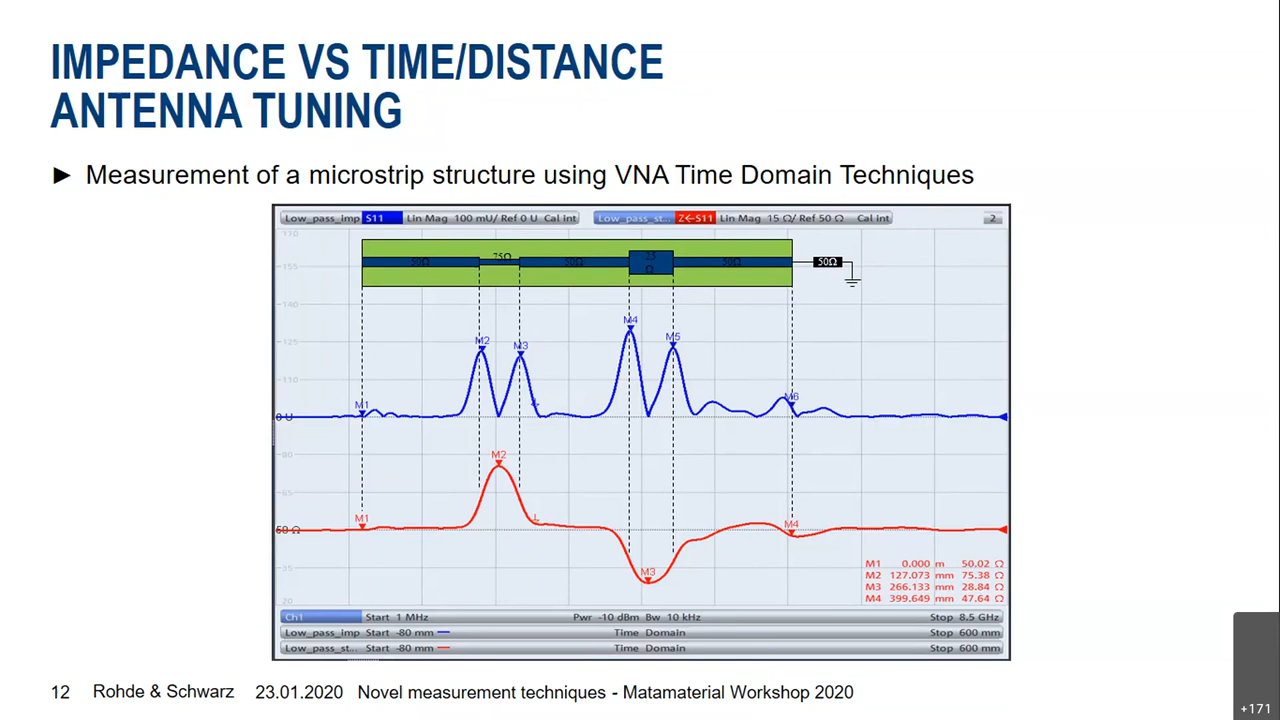 IMPEDANCE VS TIME/DISTANCE
ANTENNA TUNING
► Measurement of a microstrip structure using VNA Time Domain Techniques
Low_pass_imp S11 Lin Mag 100 mU/ Ref 0 U Cal int Low_pass_st... Z←S11 Lin Mag 15 Ω/ Ref 50 Ω Cal int 2
170
50Ω 75Ω 50Ω 25 Ω 50Ω 50Ω
155
140
M4
125
M2 M3 M5
110
M1 M6
0 U
80
M2
65
M1 M4
50 Ω
M3
35
20
M1 0.000 m 50.02 Ω
M2 127.073 mm 75.38 Ω
M3 266.133 mm 28.84 Ω
M4 399.649 mm 47.64 Ω
Ch1 Start 1 MHz Pwr -10 dBm Bw 10 kHz Stop 8.5 GHz
Low_pass_imp Start -80 mm Time Domain Stop 600 mm
Low_pass_st... Start -80 mm Time Domain Stop 600 mm
12 Rohde & Schwarz 23.01.2020 Novel measurement techniques - Matamaterial Workshop 2020
+171